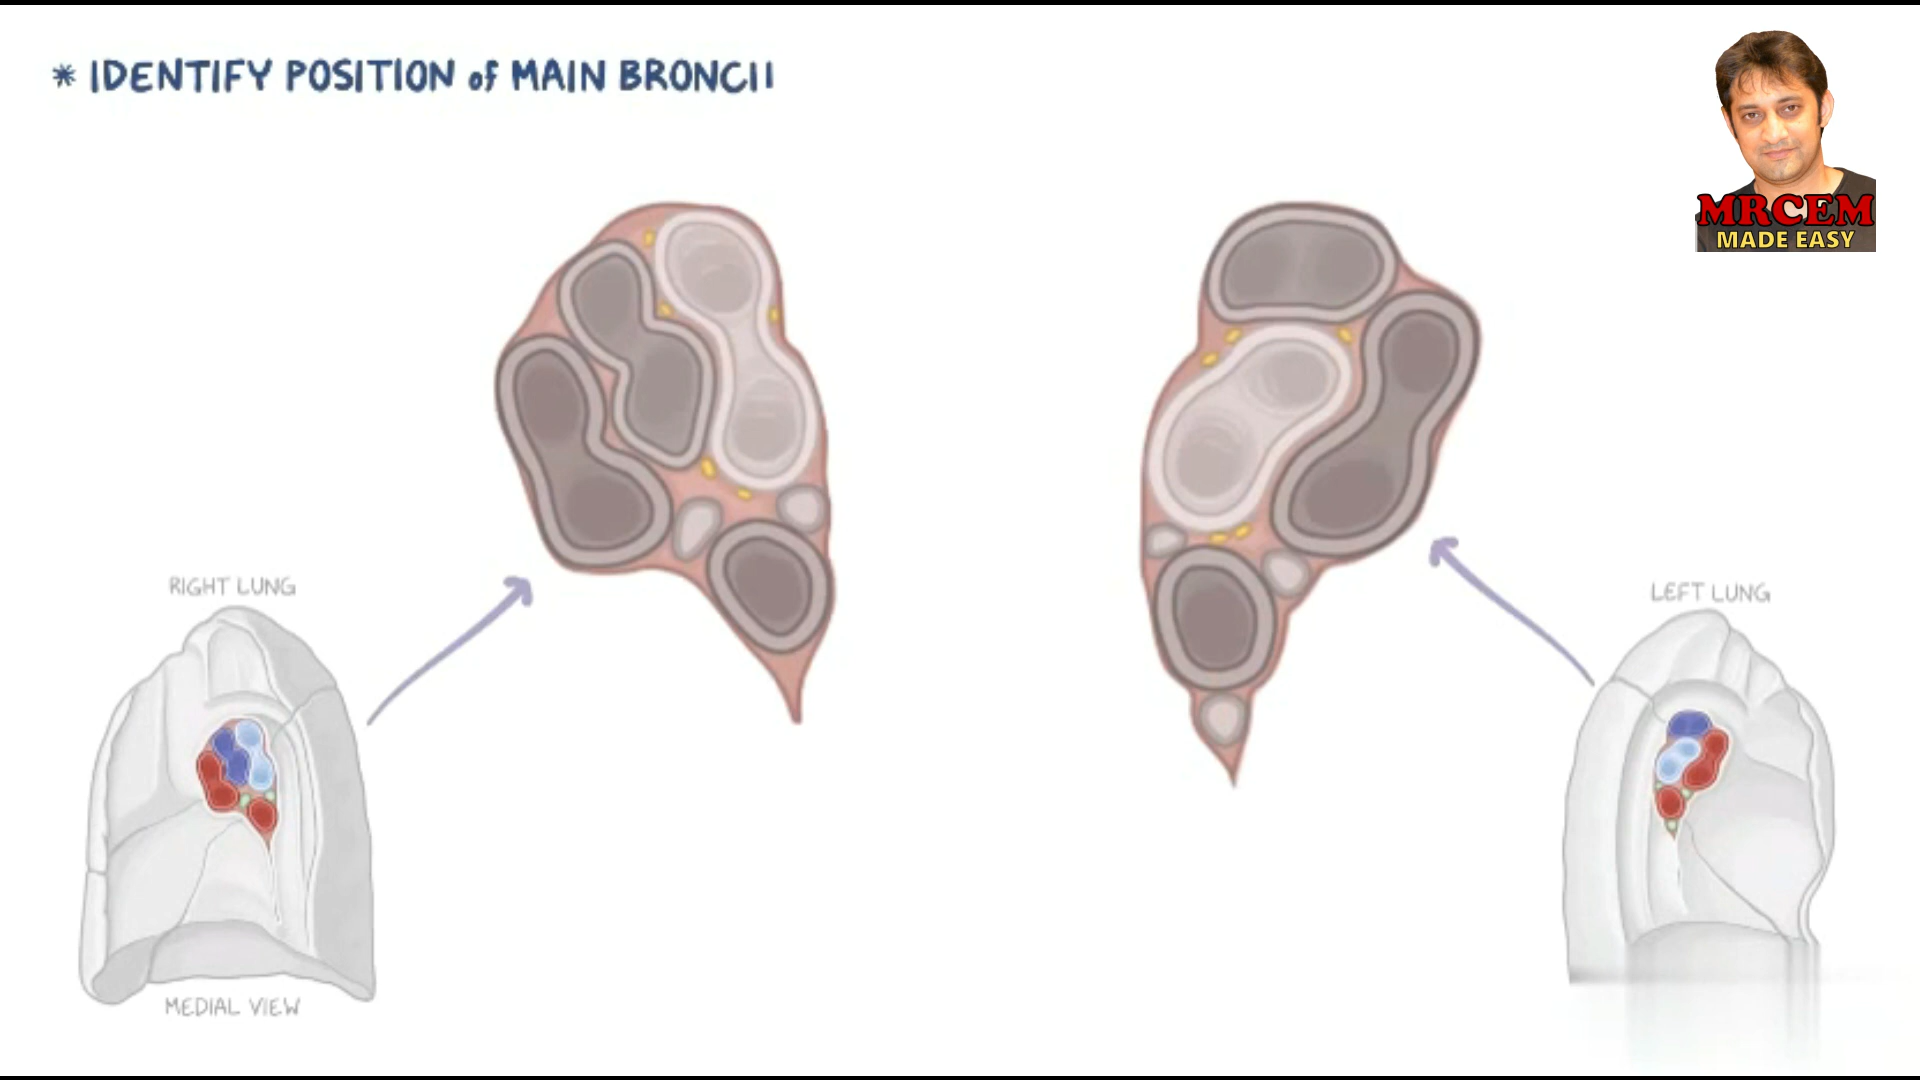 * IDENTIFY POSITION of MAIN BRONCII
MRCEM
MADE EASY
RIGHT LUNG
LEFT LUNG
MEDIAL VIEW